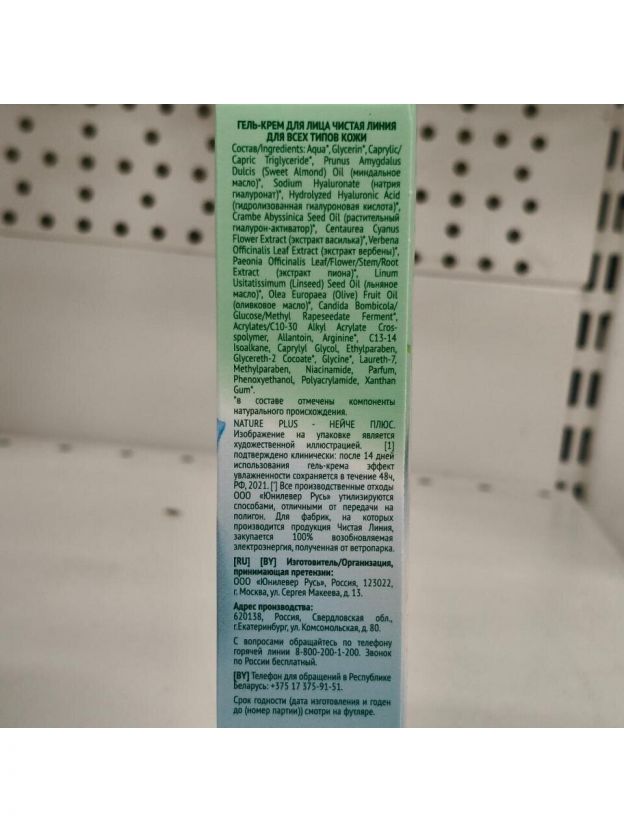 ГЕЛЬ-КРЕМ ДЛЯ ЛИЦА ЧИСТАЯ ЛИНИЯ
ДЛЯ ВСЕХ ТИПОВ КОЖИ
Состав/Ingredients: Aqua*, Glycerin*, Caprylic/
Capric Triglyceride*, Prunus Amygdalus
Dulcis (Sweet Almond) Oil (миндальное
масло)*, Sodium Hyaluronate (натрия
гиалуронат)*, Hydrolyzed Hyaluronic Acid
(гидролизованная гиалуроновая кислота)*,
Crambe Abyssinica Seed Oil (растительный
гиалурон-активатор)*, Centaurea Cyanus
Flower Extract (экстракт василька)*, Verbena
Officinalis Leaf Extract (экстракт вербены)*,
Paeonia Officinalis Leaf/Flower/Stem/Root
Extract (экстракт пиона)*, Linum
Usitatissimum (Linseed) Seed Oil (льняное
масло)*, Olea Europaea (Olive) Fruit Oil
(оливковое масло)*, Candida Bombicola/
Glucose/Methyl Rapeseedate Ferment*,
Acrylates/C10-30 Alkyl Acrylate Cros-
spolymer, Allantoin, Arginine*, C13-14
Isoalkane, Caprylyl Glycol, Ethylparaben,
Glycereth-2 Cocoate*, Glycine*, Laureth-7,
Methylparaben, Niacinamide, Parfum,
Phenoxyethanol, Polyacrylamide, Xanthan
Gum*.
*в составе отмечены компоненты
натурального происхождения.
NATURE PLUS - НЕЙЧЕ ПЛЮС.
Изображение на упаковке является
художественной иллюстрацией. [1]
подтверждено клинически: после 14 дней
использования гель-крема эффект
увлажненности сохраняется в течение 48ч,
РФ, 2021. [*] Все производственные отходы
ООО «Юнилевер Русь» утилизируются
способами, отличными от передачи на
полигон. Для фабрик, на которых
производится продукция Чистая Линия,
закупается 100% возобновляемая
электроэнергия, полученная от ветропарка.
[RU] [BY] Изготовитель/Организация,
принимающая претензии:
ООО «Юнилевер Русь», Россия, 123022,
г. Москва, ул. Сергея Макеева, д. 13.
Адрес производства:
620138, Россия, Свердловская обл.,
г.Екатеринбург, ул. Комсомольская, д. 80.
С вопросами обращайтесь по телефону
горячей линии 8-800-200-1-200. Звонок
по России бесплатный.
[BY] Телефон для обращений в Республике
Беларусь: +375 17 375-91-51.
Срок годности (дата изготовления и годен
до (номер партии)) смотри на футляре.